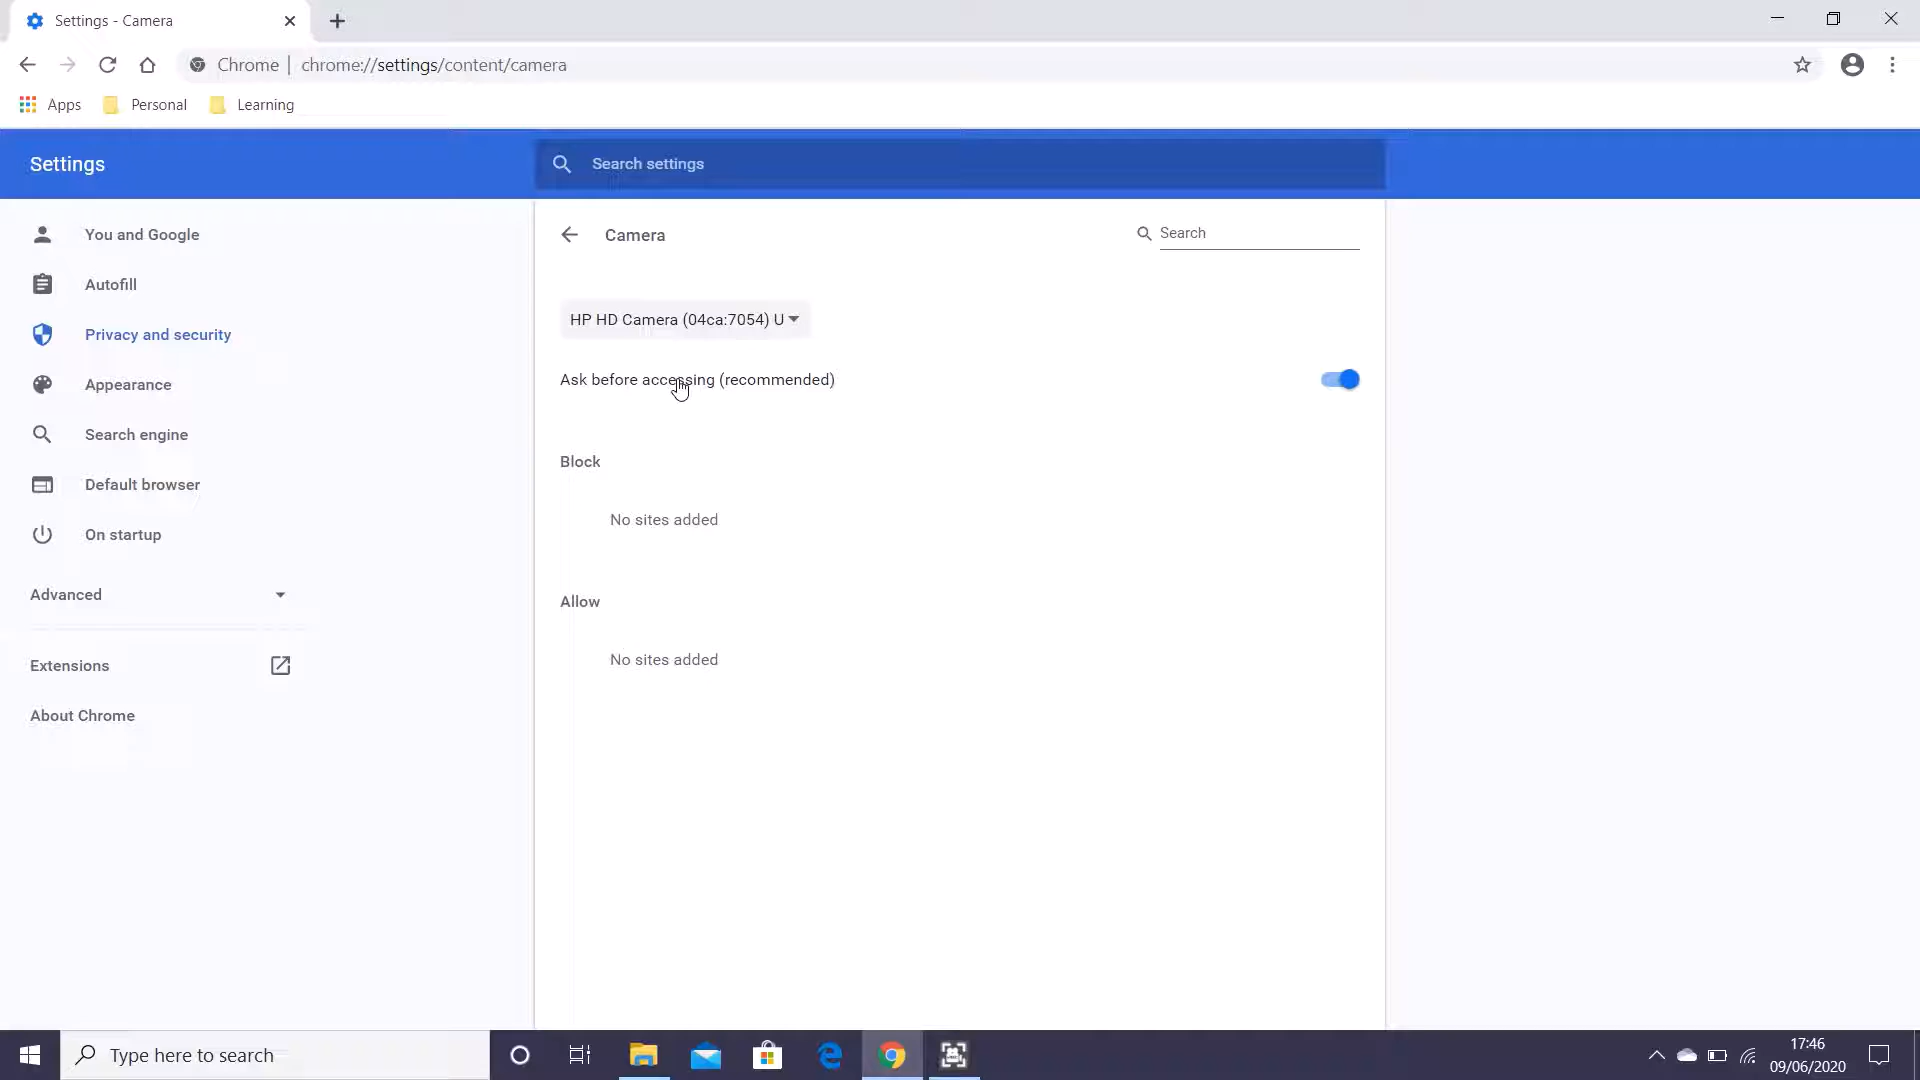 Settings - Camera
Chrome | chrome://settings/content/camera
Apps Personal Learning
Settings
Search settings
You and Google
Autofill
Privacy and security
Appearance
Search engine
Default browser
On startup
Advanced
Extensions
About Chrome
Camera
Search
HP HD Camera (04ca:7054) U
Ask before accessing (recommended)
Block
No sites added
Allow
No sites added
Type here to search
17:46
09/06/2020